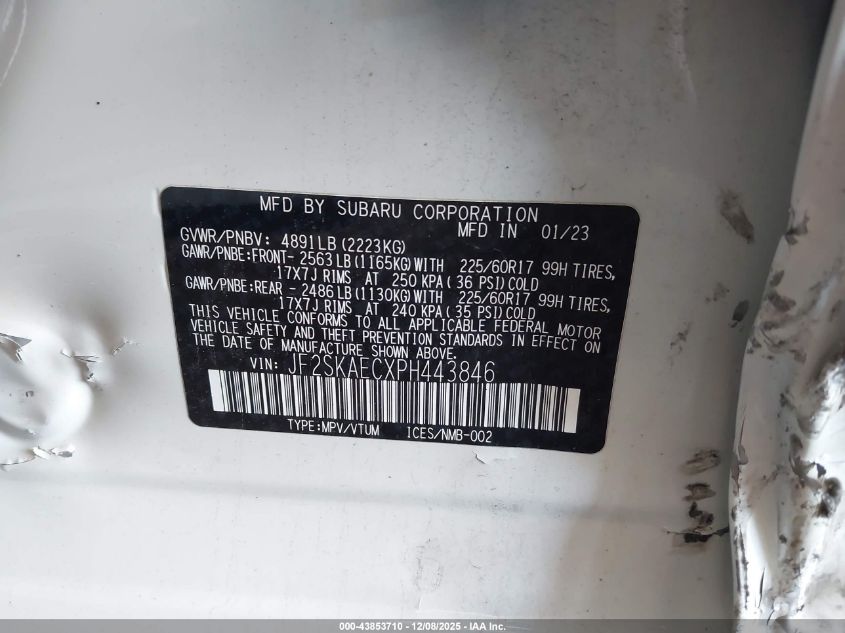 MFD BY SUBARU CORPORATION
GVWR/PNBV: 4891LB(2223KG) MFD IN 01/23
GAWR/PNBE:FRONT- 2563LB(1165KG)WITH 225/60R17 99H TIRES,
17X7J RIMS AT 250 KPA( 36 PSI)COLD
GAWR/PNBE:REAR - 2486LB(1130KG)WITH 225/60R17 99H TIRES,
17X7J RIMS AT 240 KPA( 35 PSI)COLD
THIS VEHICLE CONFORMS TO ALL APPLICABLE FEDERAL MOTOR
VEHICLE SAFETY AND THEFT PREVENTION STANDARDS IN EFFECT ON
THE DATE OF MANUFACTURE SHOWN ABOVE.
VIN: JF2SKAECXPH443846
TYPE:MPV/VTUM ICES/NMB-002
000-43853710 - 12/08/2025 - IAA Inc.